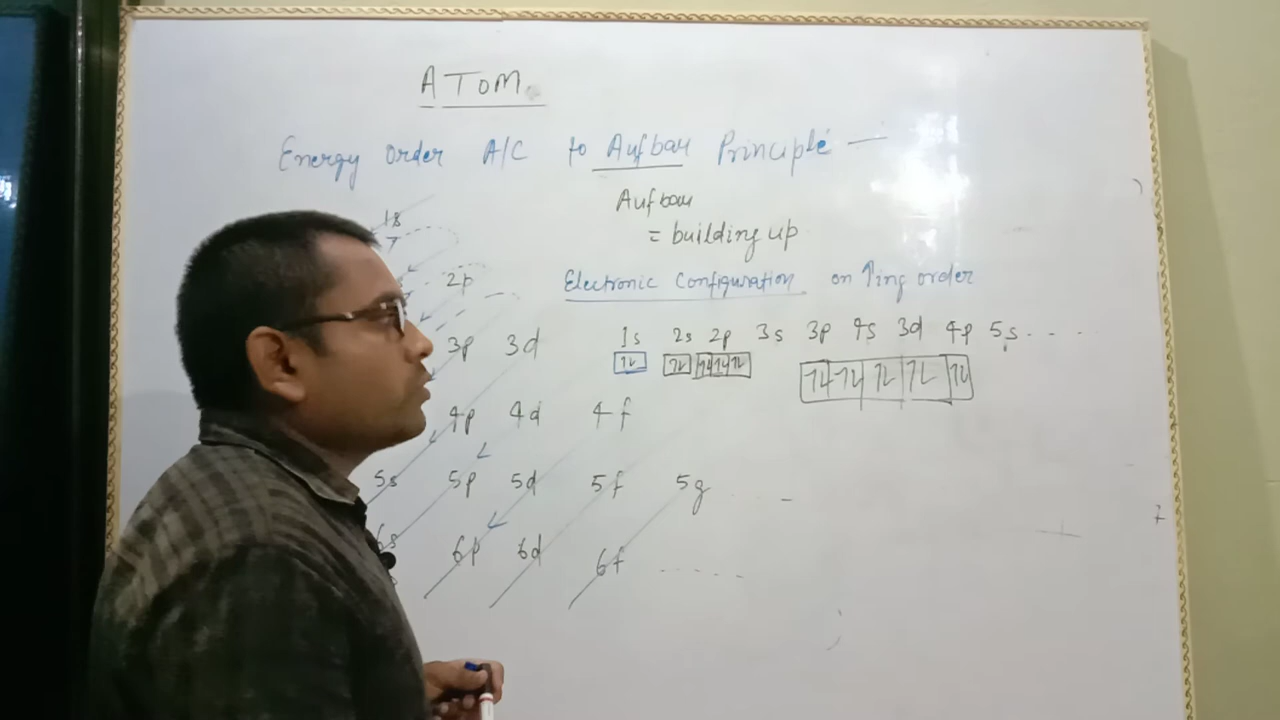 ATOM.
Energy Order A/C to Aufbau Principle —
Aufbau
= building up
Electronic Configuration on ↑ing order
1s 2s 2p 3s 3p 4s 3d 4p 5s - - - -
1s
2p
3p 3d
4p 4d 4f
5s 5p 5d 5f 5g - - -
6s 6p 6d 6f - - - - -